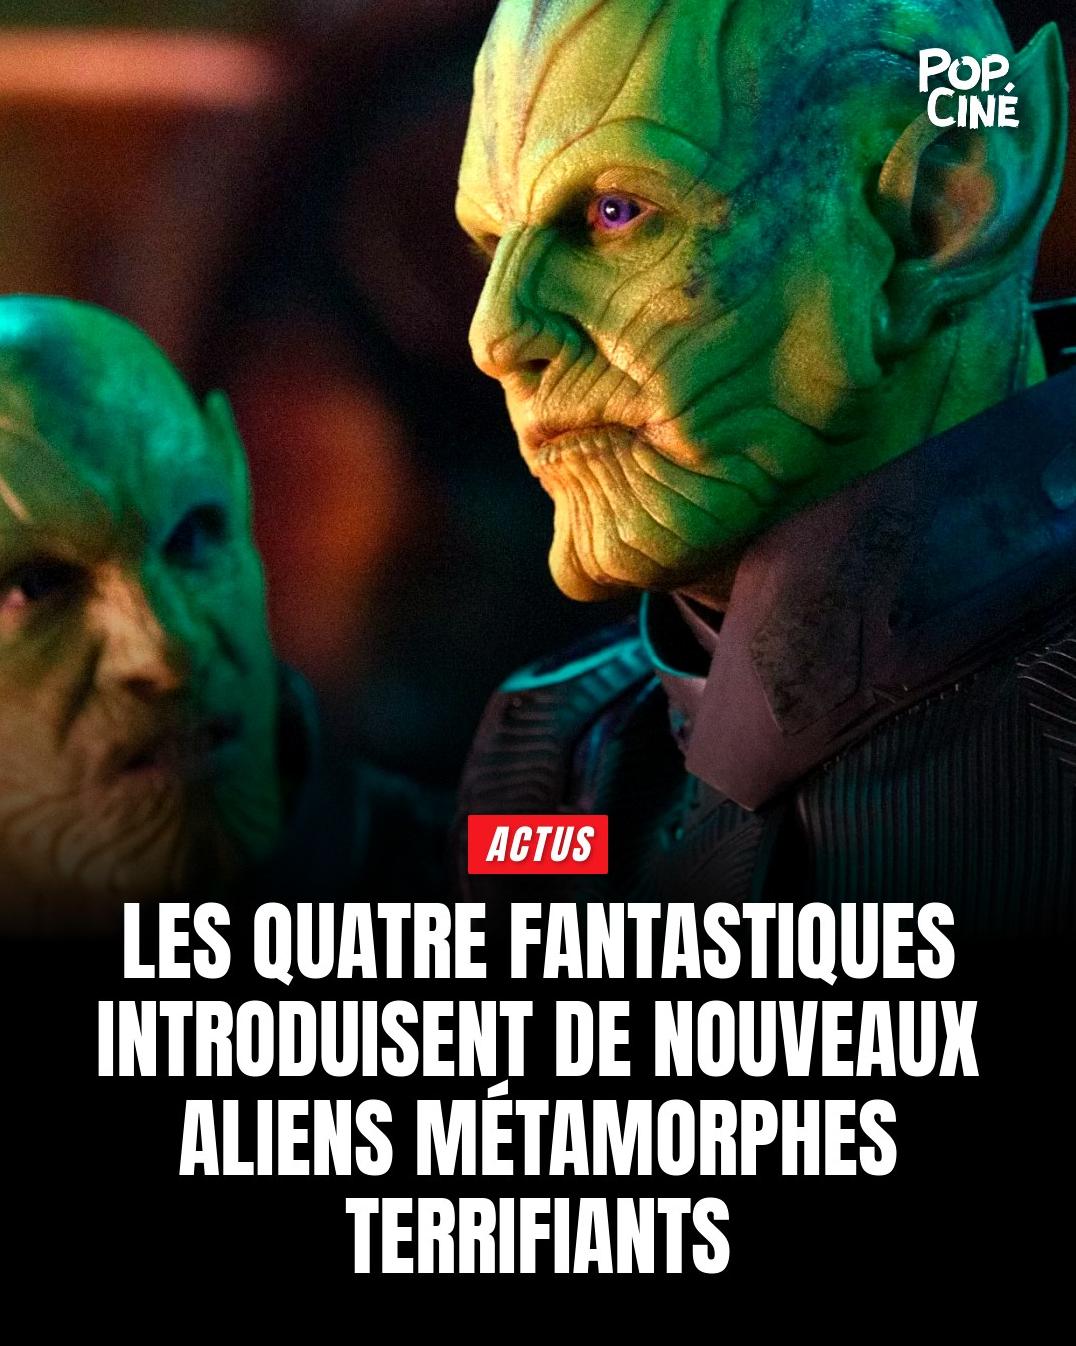 POP.
CINÉ
ACTUS
LES QUATRE FANTASTIQUES
INTRODUISENT DE NOUVEAUX
ALIENS MÉTAMORPHES
TERRIFIANTS